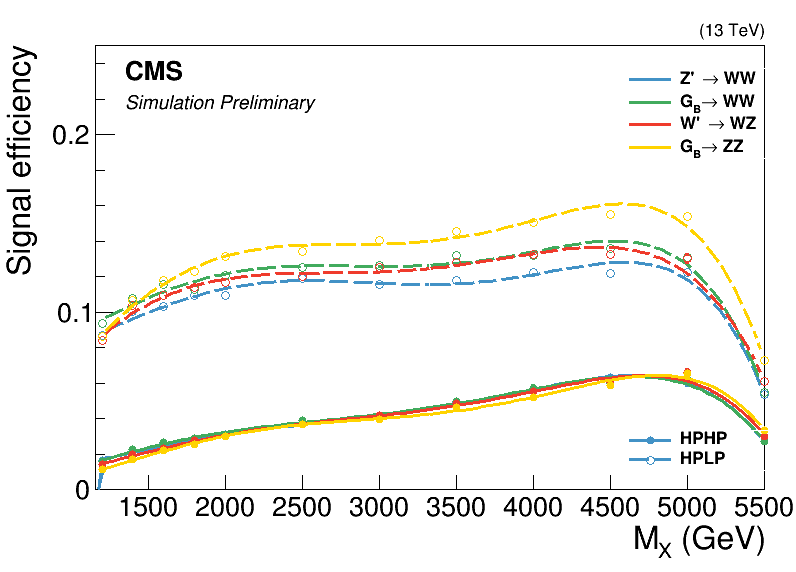 (13 TeV)
Signal efficiency
CMS
Simulation Preliminary
Z' → WW
G_B → WW
W' → WZ
G_B → ZZ
0.2
0.1
0
HPHP
HPLP
1500 2000 2500 3000 3500 4000 4500 5000 5500
M_X (GeV)